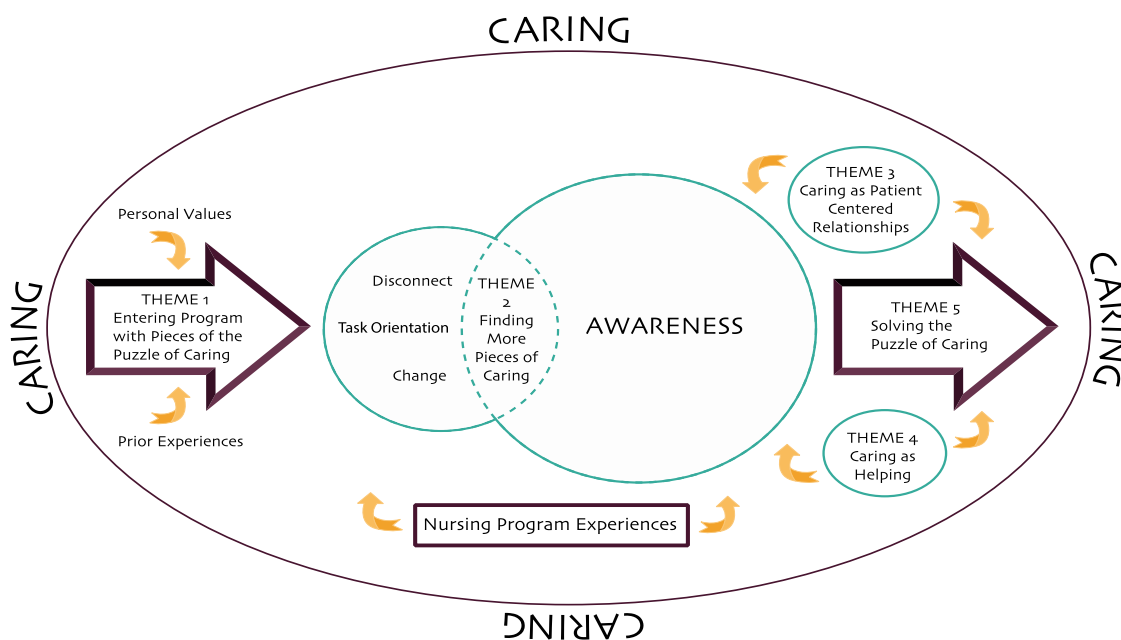 CARING
THEME 3
Caring as Patient
Centered
Relationships
Personal Values
CARING
THEME 1
Entering Program
with Pieces of the
Puzzle of Caring
Prior Experiences
Disconnect
Task Orientation
Change
THEME
2
Finding
More
Pieces of
Caring
AWARENESS
THEME 5
Solving the
Puzzle of Caring
CARING
THEME 4
Caring as
Helping
Nursing Program Experiences
CARING